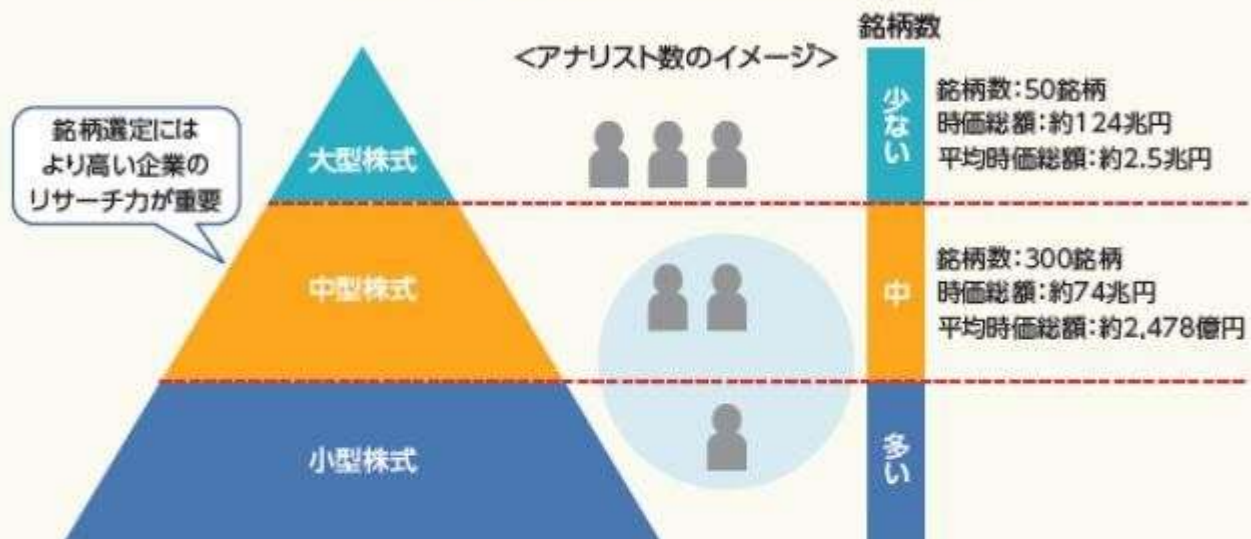 銘柄数
<アナリスト数のイメージ>
銘柄選定には
より高い企業の
リサーチ力が重要
大型株式
少ない
銘柄数:50銘柄
時価総額:約124兆円
平均時価総額:約2.5兆円
中型株式
中
銘柄数:300銘柄
時価総額:約74兆円
平均時価総額:約2,478億円
小型株式
多い